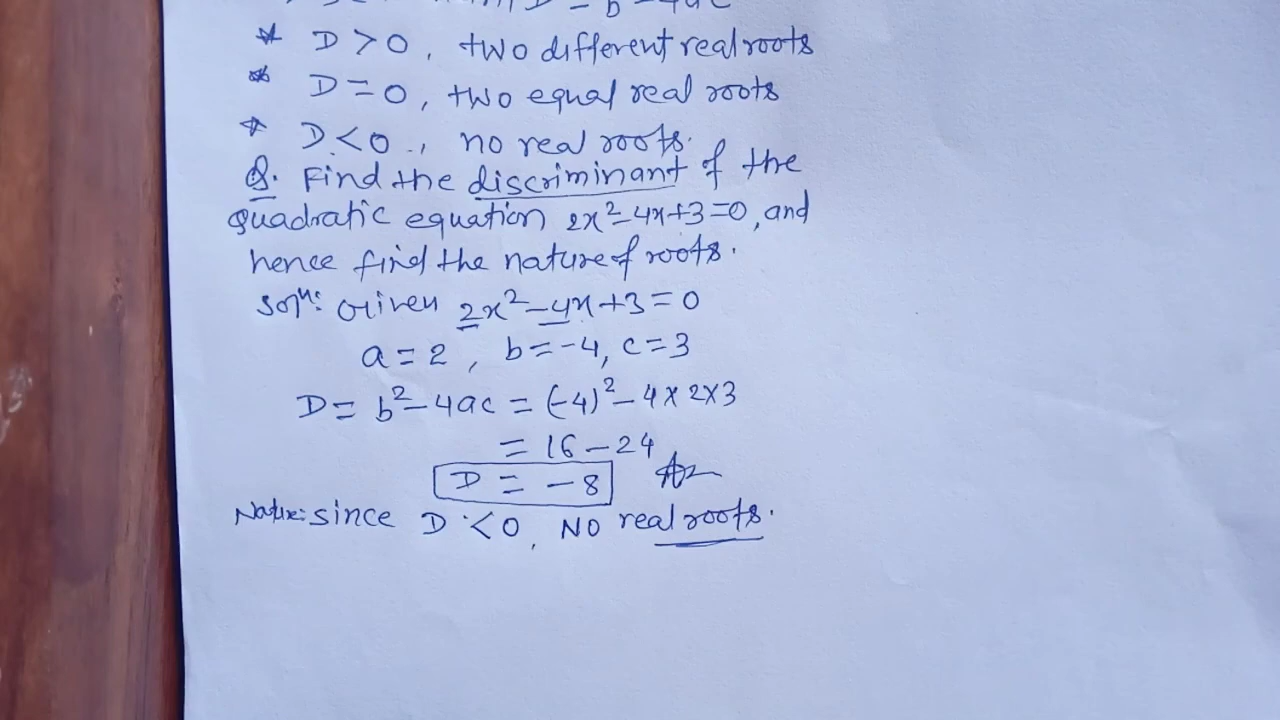 D = b²-4ac
* D>0, two different real roots
* D=0, two equal real roots
* D<0, no real roots.
Q. Find the discriminant of the
quadratic equation 2x²-4x+3=0, and
hence find the nature of roots.
Solⁿ: Given 2x²-4x+3=0
a=2, b=-4, c=3
D= b²-4ac = (-4)²-4×2×3
= 16-24
D = -8 Ans
Nature: since D<0, NO real roots.